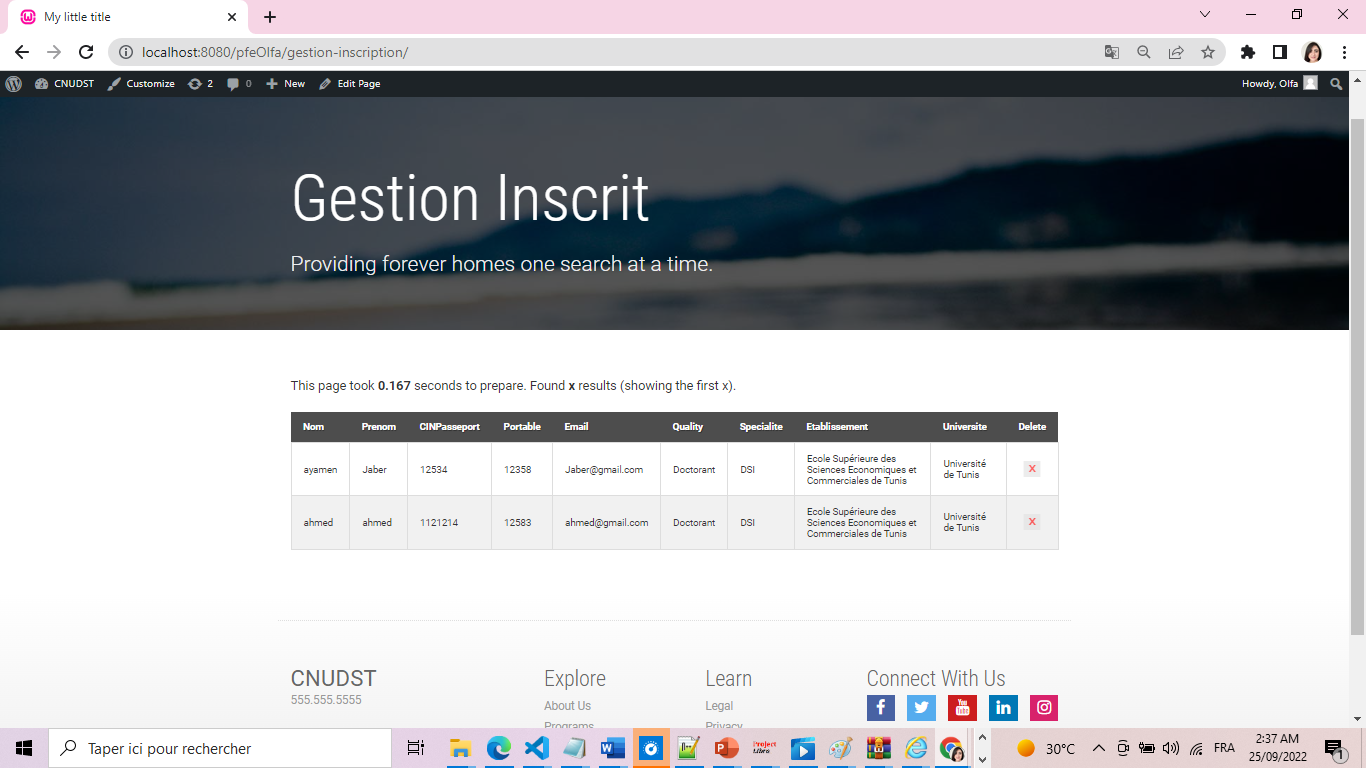 My little title
localhost:8080/pfeOlfa/gestion-inscription/
CNUDST Customize 2 0 New Edit Page Howdy, Olfa
Gestion Inscrit
Providing forever homes one search at a time.
This page took 0.167 seconds to prepare. Found x results (showing the first x).
Nom Prenom CINPasseport Portable Email Quality Specialite Etablissement Universite Delete
ayamen Jaber 12534 12358 Jaber@gmail.com Doctorant DSI Ecole Supérieure des Sciences Economiques et Commerciales de Tunis Université de Tunis X
ahmed ahmed 1121214 12583 ahmed@gmail.com Doctorant DSI Ecole Supérieure des Sciences Economiques et Commerciales de Tunis Université de Tunis X
CNUDST
555.555.5555
Explore
About Us
Programs
Learn
Legal
Privacy
Connect With Us
You Tube
Taper ici pour rechercher
Project Libre
30°C
FRA
2:37 AM
25/09/2022
1